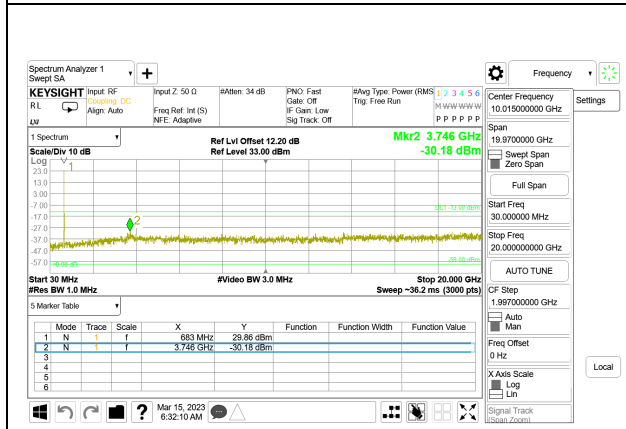 Spectrum Analyzer 1
Swept SA
+
Frequency
KEYSIGHT
RL
LXI
Input: RF
Coupling: DC
Align: Auto
Input Z: 50 Ω
Freq Ref: Int (S)
NFE: Adaptive
#Atten: 34 dB
PNO: Fast
Gate: Off
IF Gain: Low
Sig Track: Off
#Avg Type: Power (RMS
Trig: Free Run
1 2 3 4 5 6
M W W W W W
P P P P P P
Settings
1 Spectrum
Scale/Div 10 dB
Ref Lvl Offset 12.20 dB
Ref Level 33.00 dBm
Mkr2 3.746 GHz
-30.18 dBm
Log
23.0
13.0
3.00
-7.00
-17.0
-27.0
-37.0
-47.0
-57.0
1
2
DL1 -13.00 dBm
Start 30 MHz
#Res BW 1.0 MHz
#Video BW 3.0 MHz
Stop 20.000 GHz
Sweep ~36.2 ms (3000 pts)
5 Marker Table
Mode Trace Scale X Y Function Function Width Function Value
1 N 1 f 683 MHz 29.86 dBm
2 N 1 f 3.746 GHz -30.18 dBm
3
4
5
6
Center Frequency
10.015000000 GHz
Span
19.9700000 GHz
Swept Span
Zero Span
Full Span
Start Freq
30.000000 MHz
Stop Freq
20.00000000 GHz
AUTO TUNE
CF Step
1.997000000 GHz
Auto
Man
Freq Offset
0 Hz
X Axis Scale
Log
Lin
Signal Track
(Span Zoom)
Local
?
Mar 15, 2023
6:32:10 AM